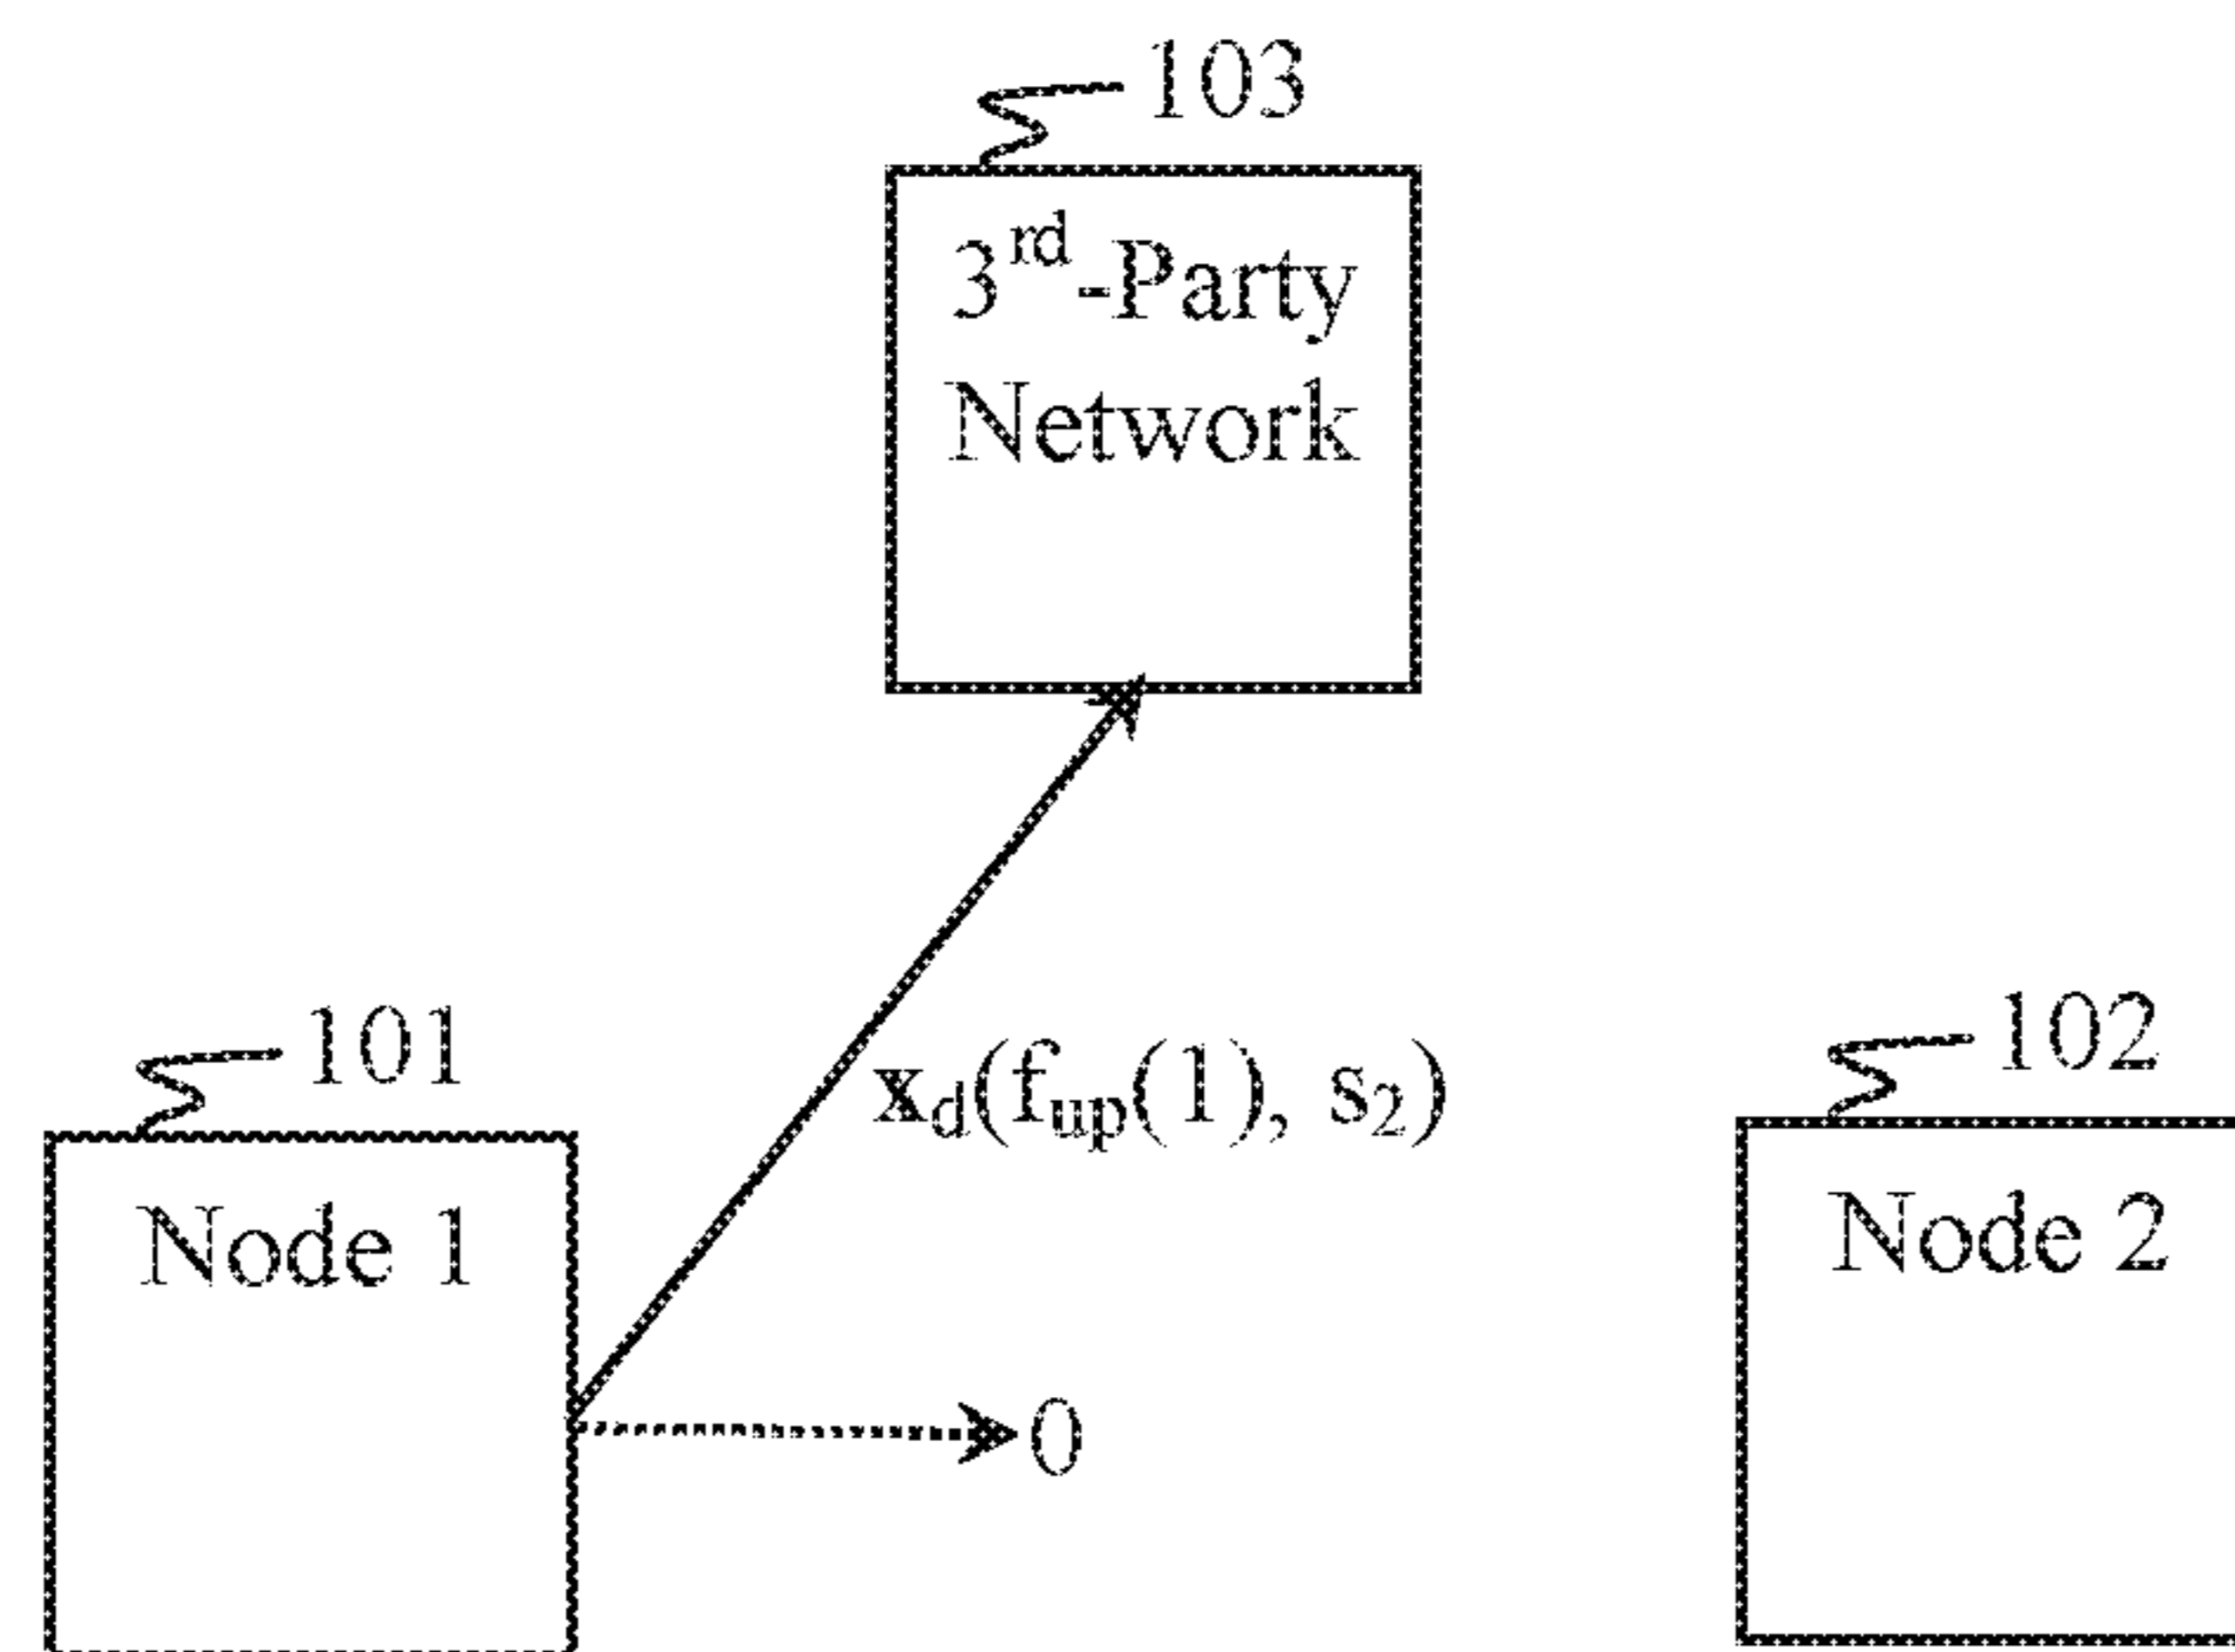 103
3rd-Party
Network
101
102
xd(fup(1), s2)
Node 1
Node 2
0